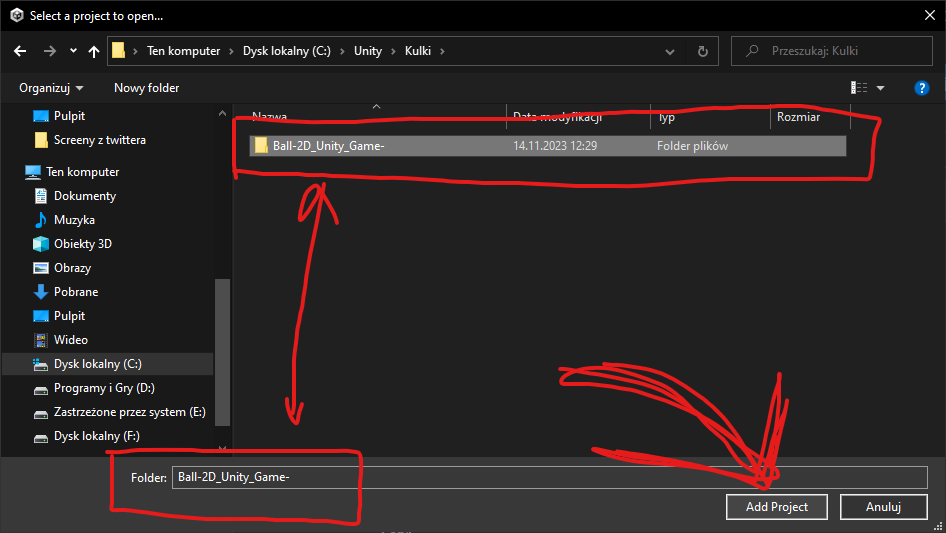 Select a project to open...
Ten komputer > Dysk lokalny (C:) > Unity > Kulki >
Przeszukaj: Kulki
Organizuj
New folder
Pulpit
Screeny z twittera
Ten komputer
Dokumenty
Muzyka
Obiekty 3D
Obrazy
Pobrane
Pulpit
Wideo
Dysk lokalny (C:)
Programy i Gry (D:)
Zastrzeżone przez system (E:)
Dysk lokalny (F:)
Nazwa Data modyfikacji Typ Rozmiar
Ball-2D_Unity_Game- 14.11.2023 12:29 Folder plików
Folder: Ball-2D_Unity_Game-
Add Project Anuluj